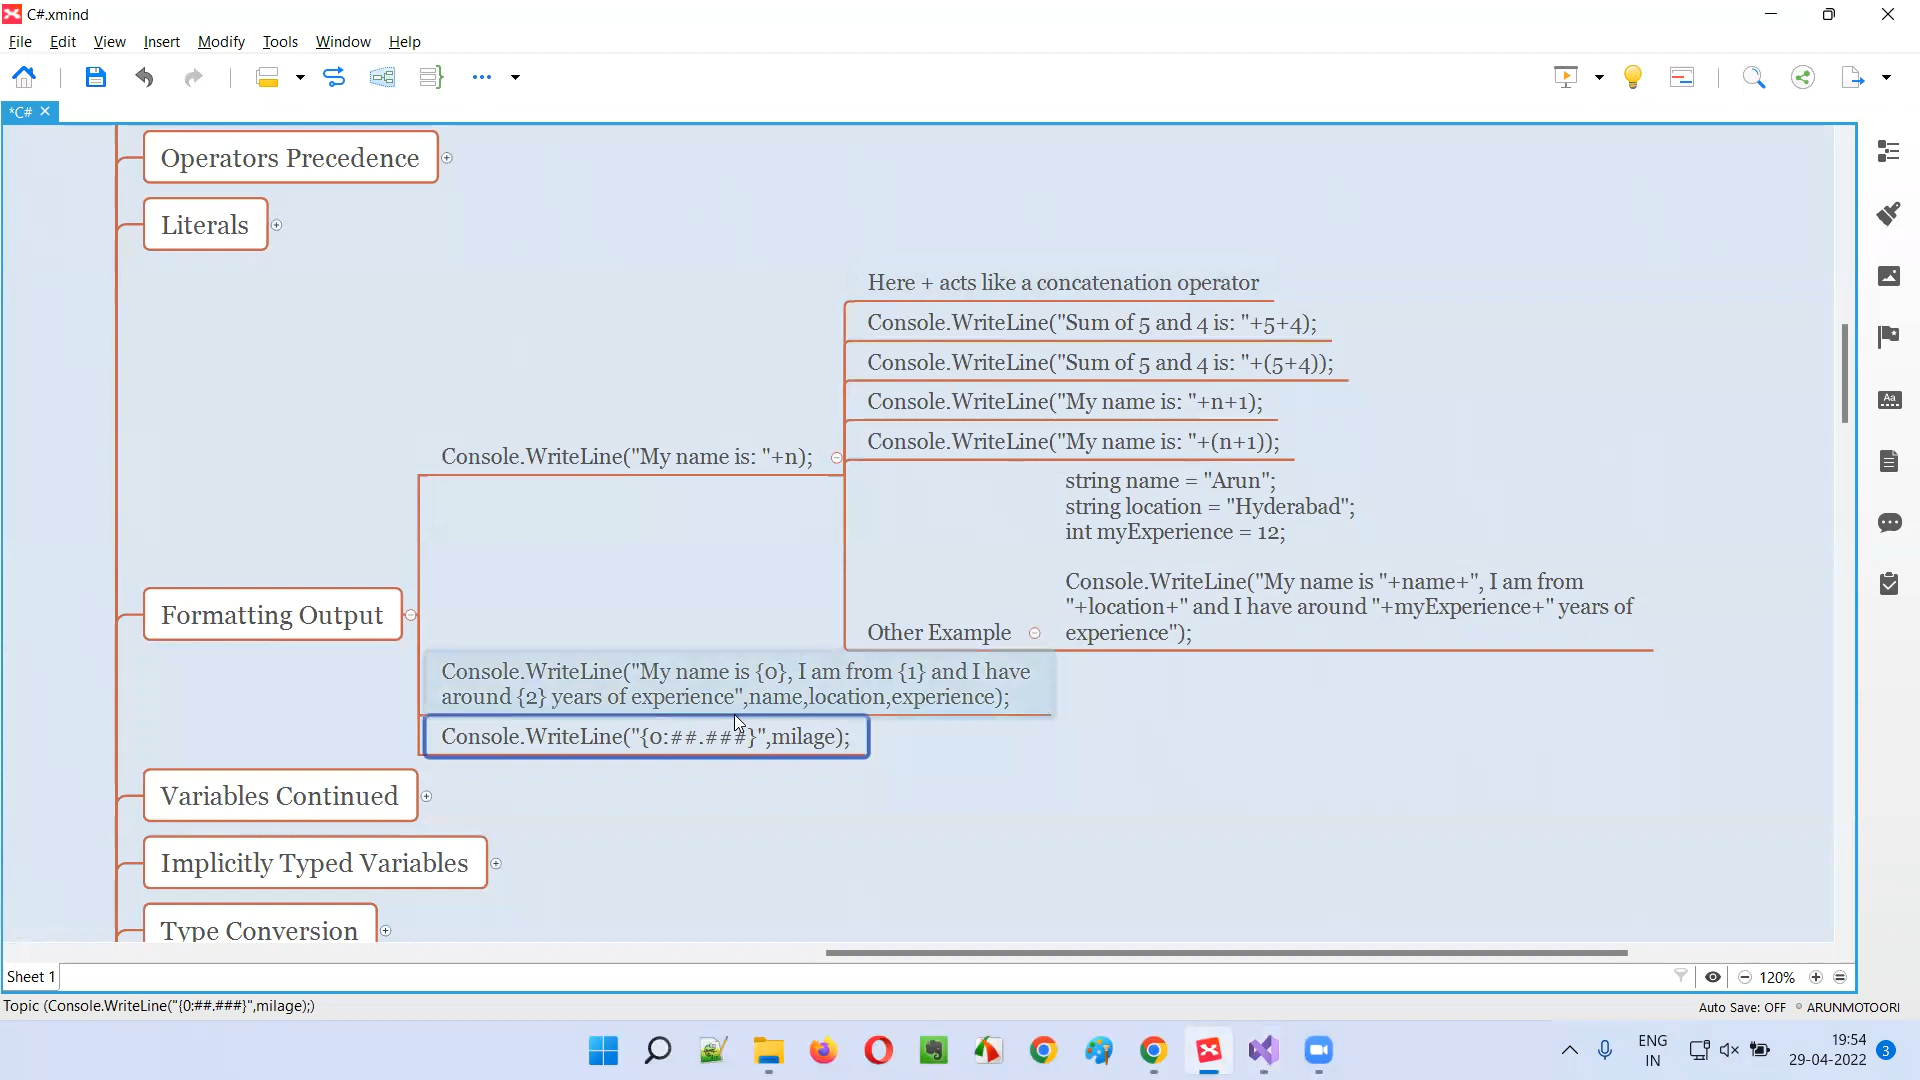 C#.xmind
File Edit View Insert Modify Tools Window Help
*C#
Operators Precedence
Literals
Here + acts like a concatenation operator
Console.WriteLine("Sum of 5 and 4 is: "+5+4);
Console.WriteLine("Sum of 5 and 4 is: "+(5+4));
Console.WriteLine("My name is: "+n+1);
Console.WriteLine("My name is: "+(n+1));
Console.WriteLine("My name is: "+n);
string name = "Arun";
string location = "Hyderabad";
int myExperience = 12;
Console.WriteLine("My name is "+name+", I am from
"+location+" and I have around "+myExperience+" years of
experience");
Other Example
Formatting Output
Console.WriteLine("My name is {0}, I am from {1} and I have
around {2} years of experience",name,location,experience);
Console.WriteLine("{0:##.###}",milage);
Variables Continued
Implicitly Typed Variables
Type Conversion
Sheet 1
120%
Topic (Console.WriteLine("{0:##.###}",milage);)
Auto Save: OFF ARUNMOTOORI
ENG
IN
19:54
29-04-2022
3
Aa